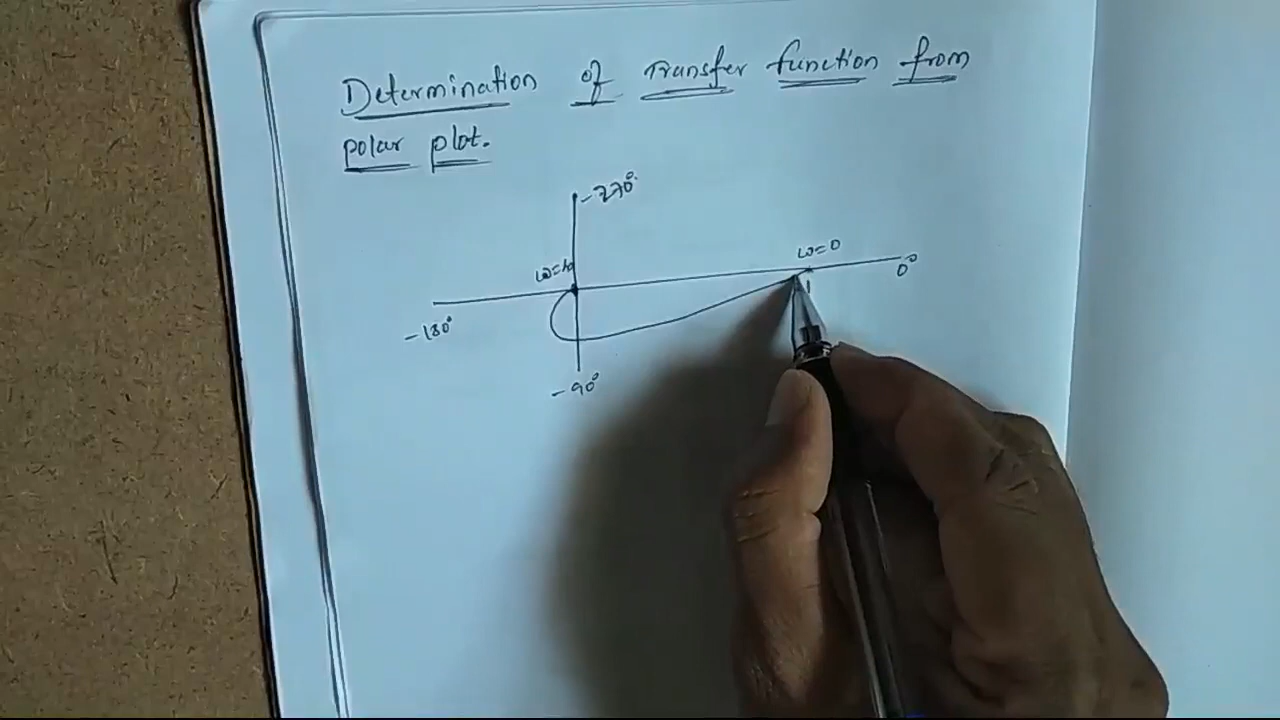 Determination of Transfer function from
polar plot.
-270°
ω=0
0°
1
-180°
-90°